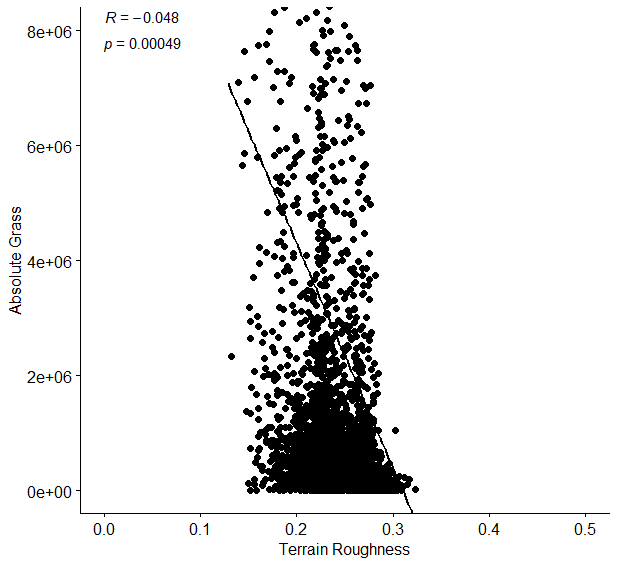 R = −0.048
p = 0.00049
8e+06
6e+06
4e+06
2e+06
0e+00
Absolute Grass
0.0 0.1 0.2 0.3 0.4 0.5
Terrain Roughness